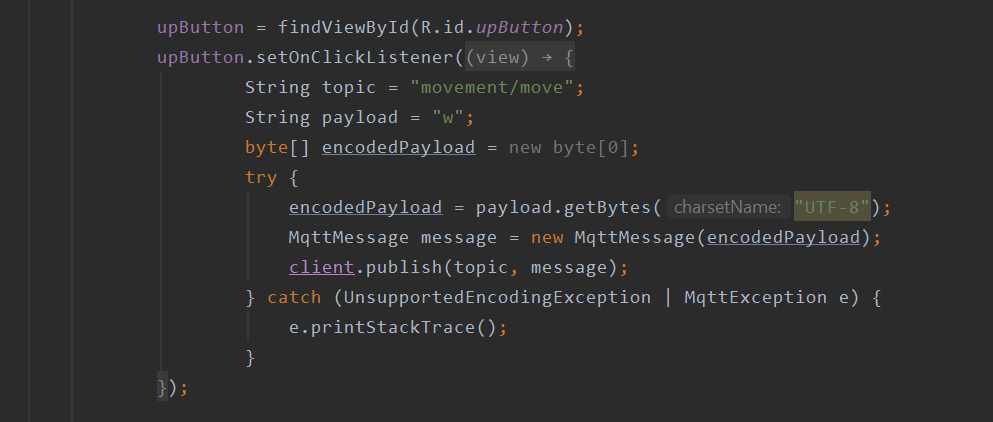 upButton = findViewById(R.id.upButton);
upButton.setOnClickListener((view) → {
String topic = "movement/move";
String payload = "w";
byte[] encodedPayload = new byte[0];
try {
encodedPayload = payload.getBytes( charsetName: "UTF-8");
MqttMessage message = new MqttMessage(encodedPayload);
client.publish(topic, message);
} catch (UnsupportedEncodingException | MqttException e) {
e.printStackTrace();
}
});